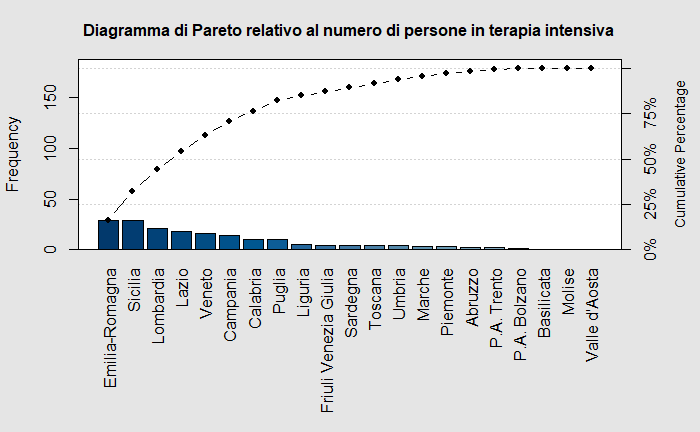 Diagramma di Pareto relativo al numero di persone in terapia intensiva
Frequency
150
100
50
0
75%
50%
25%
0%
Cumulative Percentage
Emilia-Romagna
Sicilia
Lombardia
Lazio
Veneto
Campania
Calabria
Puglia
Liguria
Friuli Venezia Giulia
Sardegna
Toscana
Umbria
Marche
Piemonte
Abruzzo
P.A. Trento
P.A. Bolzano
Basilicata
Molise
Valle d'Aosta